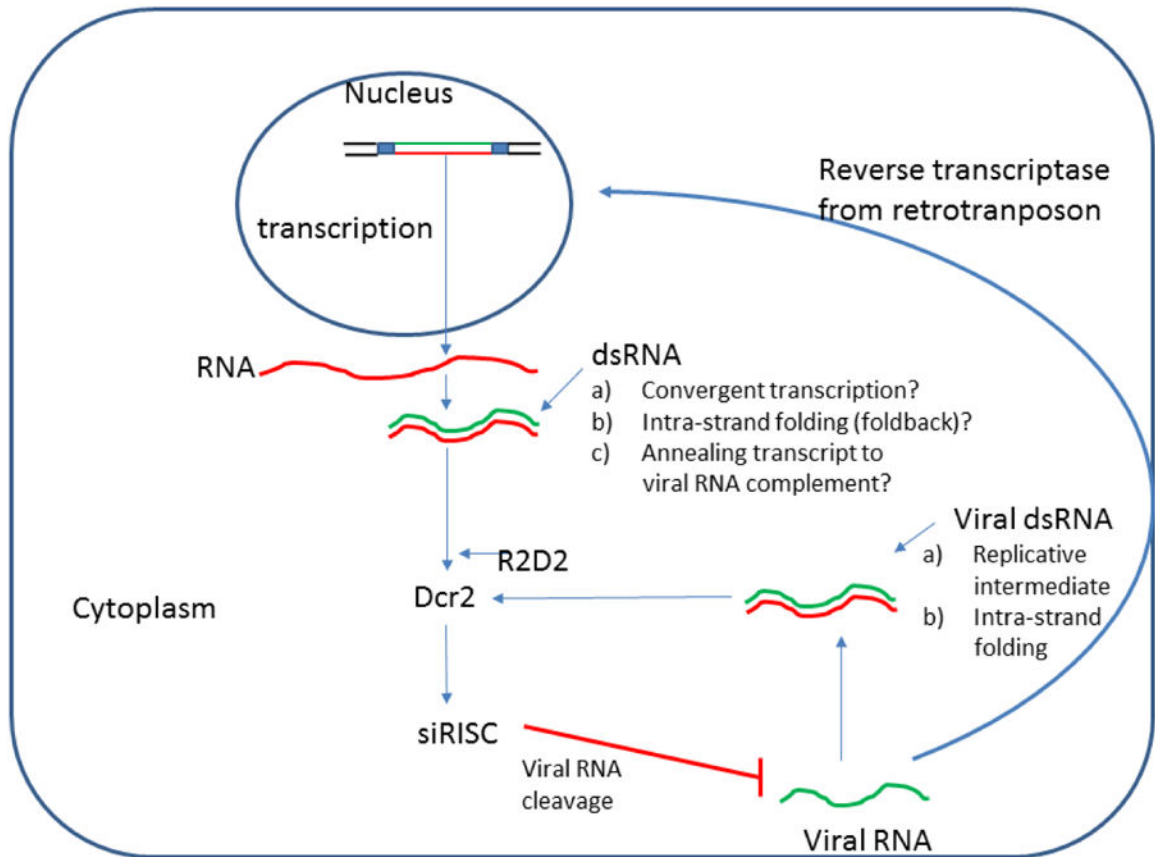 Nucleus
Reverse transcriptase
from retrotranposon
transcription
RNA
dsRNA
a) Convergent transcription?
b) Intra-strand folding (foldback)?
c) Annealing transcript to
viral RNA complement?
Viral dsRNA
a) Replicative
intermediate
b) Intra-strand
folding
R2D2
Dcr2
Cytoplasm
siRISC
Viral RNA
cleavage
Viral RNA